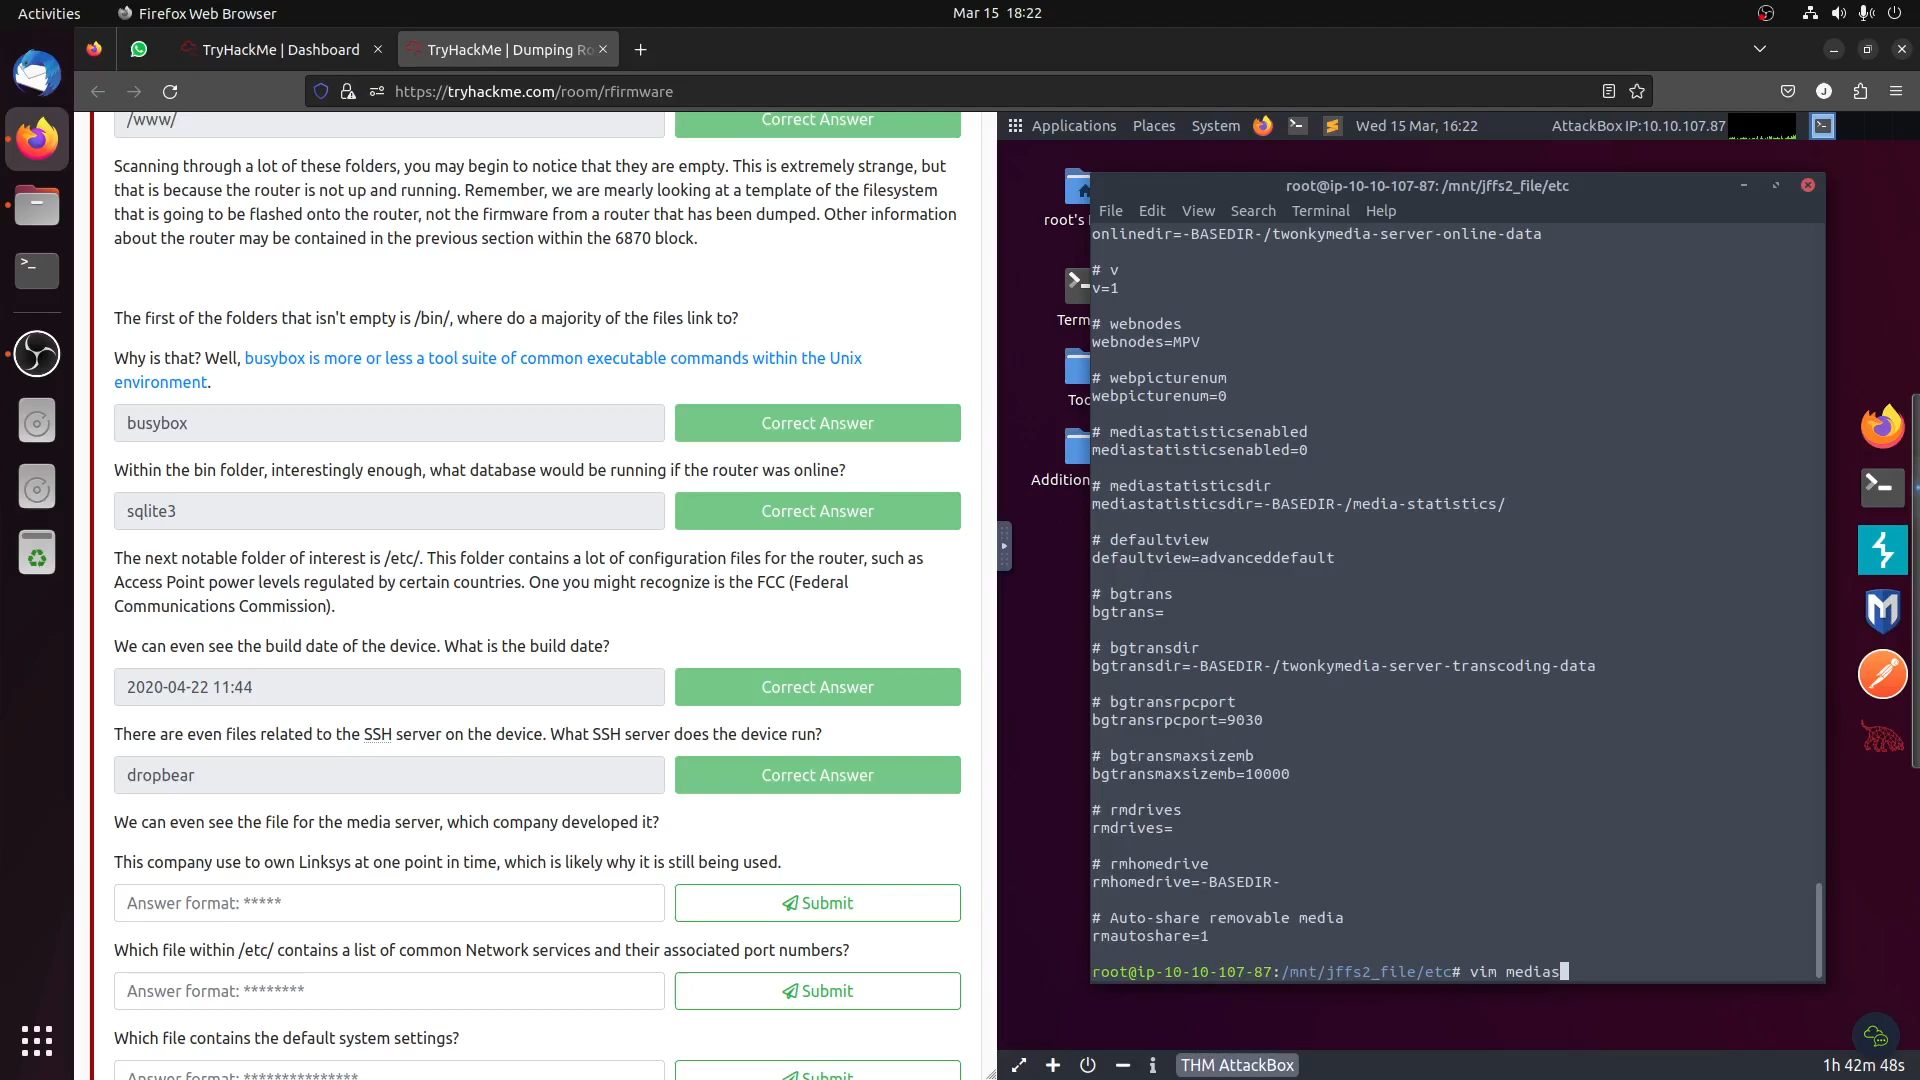 Activities
Firefox Web Browser
Mar 15 18:22
TryHackMe | Dashboard
TryHackMe | Dumping Ro
https://tryhackme.com/room/rfirmware
J
/www/
Correct Answer
Scanning through a lot of these folders, you may begin to notice that they are empty. This is extremely strange, but
that is because the router is not up and running. Remember, we are mearly looking at a template of the filesystem
that is going to be flashed onto the router, not the firmware from a router that has been dumped. Other information
about the router may be contained in the previous section within the 6870 block.
The first of the folders that isn't empty is /bin/, where do a majority of the files link to?
Why is that? Well, busybox is more or less a tool suite of common executable commands within the Unix
environment.
busybox
Correct Answer
Within the bin folder, interestingly enough, what database would be running if the router was online?
sqlite3
Correct Answer
The next notable folder of interest is /etc/. This folder contains a lot of configuration files for the router, such as
Access Point power levels regulated by certain countries. One you might recognize is the FCC (Federal
Communications Commission).
We can even see the build date of the device. What is the build date?
2020-04-22 11:44
Correct Answer
There are even files related to the SSH server on the device. What SSH server does the device run?
dropbear
Correct Answer
We can even see the file for the media server, which company developed it?
This company use to own Linksys at one point in time, which is likely why it is still being used.
Answer format: *****
Submit
Which file within /etc/ contains a list of common Network services and their associated port numbers?
Answer format: ********
Submit
Which file contains the default system settings?
Answer format: ***************
Submit
Applications
Places
System
Wed 15 Mar, 16:22
AttackBox IP:10.10.107.87
root's
Term
Too
Addition
root@ip-10-10-107-87: /mnt/jffs2_file/etc
File Edit View Search Terminal Help
onlinedir=-BASEDIR-/twonkymedia-server-online-data
# v
v=1
# webnodes
webnodes=MPV
# webpicturenum
webpicturenum=0
# mediastatisticsenabled
mediastatisticsenabled=0
# mediastatisticsdir
mediastatisticsdir=-BASEDIR-/media-statistics/
# defaultview
defaultview=advanceddefault
# bgtrans
bgtrans=
# bgtransdir
bgtransdir=-BASEDIR-/twonkymedia-server-transcoding-data
# bgtransrpcport
bgtransrpcport=9030
# bgtransmaxsizemb
bgtransmaxsizemb=10000
# rmdrives
rmdrives=
# rmhomedrive
rmhomedrive=-BASEDIR-
# Auto-share removable media
rmautoshare=1
root@ip-10-10-107-87:/mnt/jffs2_file/etc# vim medias
THM AttackBox
1h 42m 48s